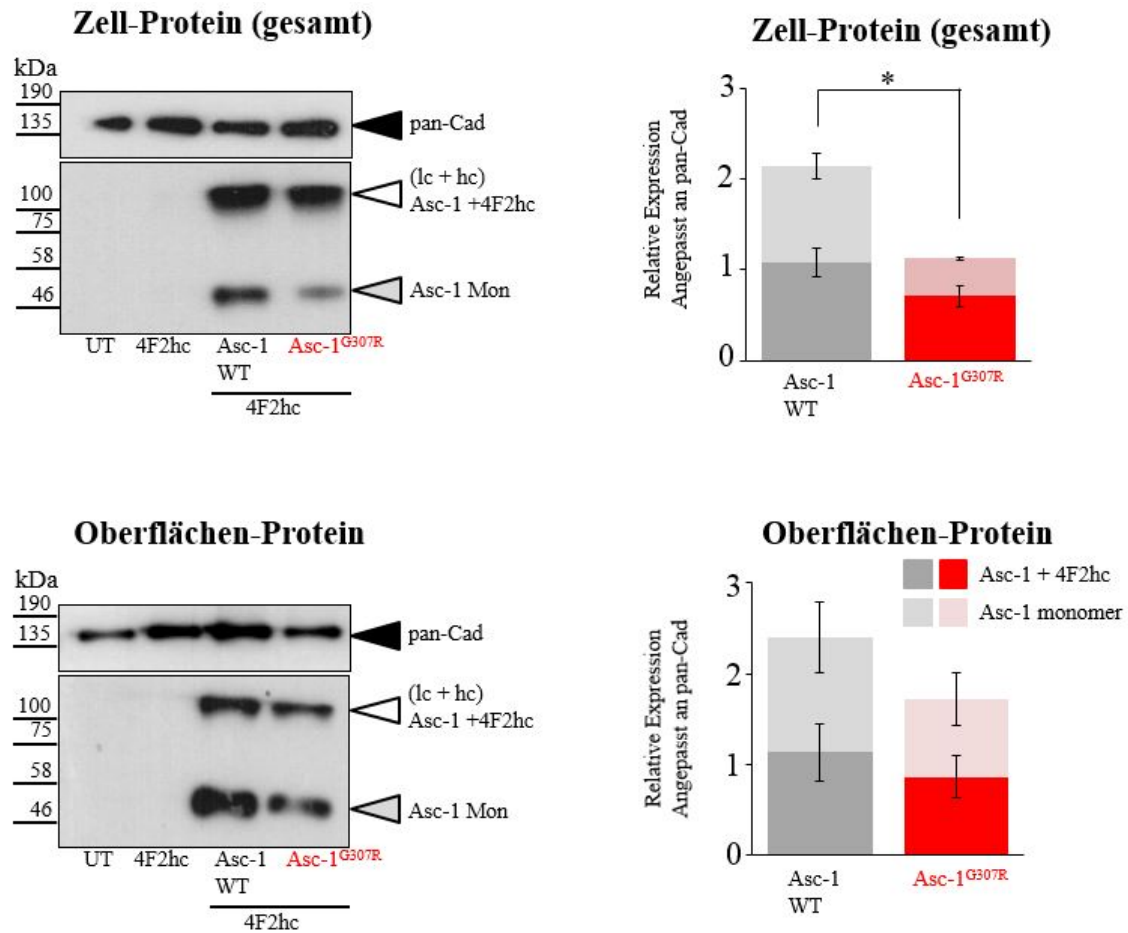 Zell-Protein (gesamt)
kDa
190
135
100
75
58
46
pan-Cad
(lc + hc)
Asc-1 +4F2hc
Asc-1 Mon
UT 4F2hc Asc-1 Asc-1G307R
WT
4F2hc
Zell-Protein (gesamt)
Relative Expression
Angepasst an pan-Cad
3
2
1
0
*
Asc-1
WT
Asc-1G307R
Oberflächen-Protein
kDa
190
135
100
75
58
46
pan-Cad
(lc + hc)
Asc-1 +4F2hc
Asc-1 Mon
UT 4F2hc Asc-1 Asc-1G307R
WT
4F2hc
Oberflächen-Protein
Relative Expression
Angepasst an pan-Cad
3
2
1
0
Asc-1 + 4F2hc
Asc-1 monomer
Asc-1
WT
Asc-1G307R